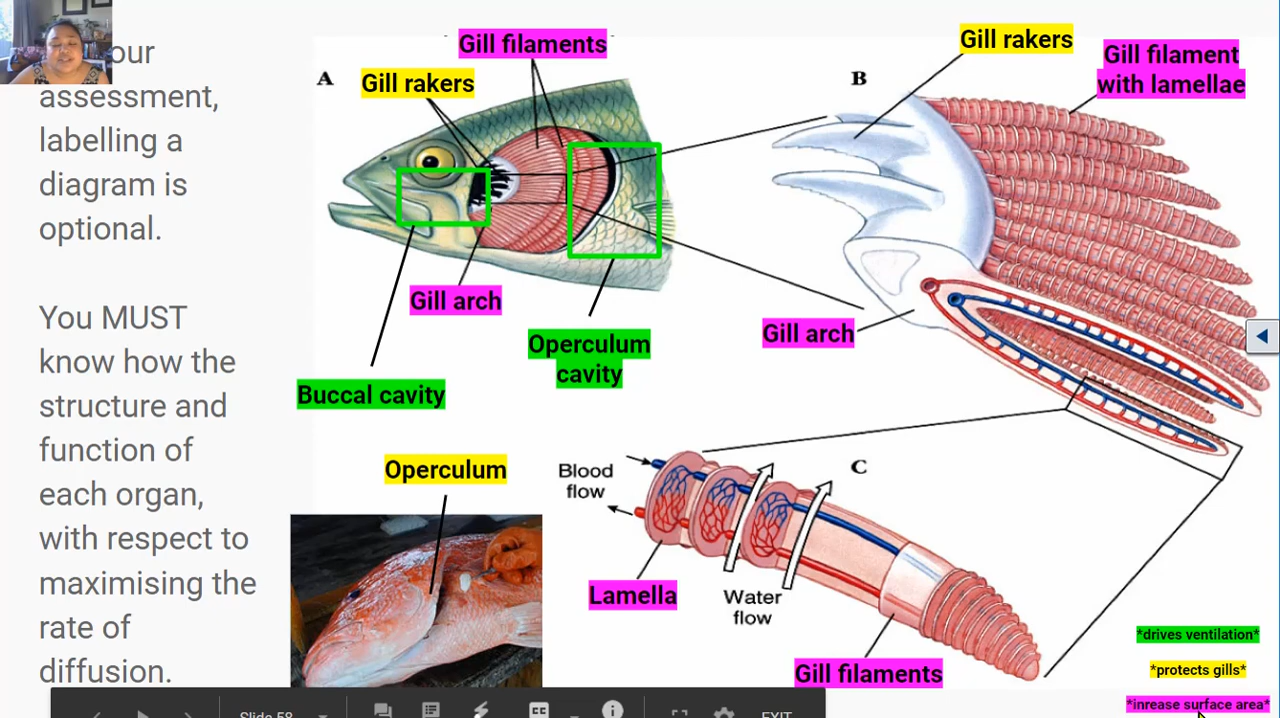 our
assessment,
labelling a
diagram is
optional.
You MUST
know how the
structure and
function of
each organ,
with respect to
maximising the
rate of
diffusion.
A
Gill filaments
Gill rakers
Gill arch
Operculum
cavity
Buccal cavity
Operculum
B
Gill rakers
Gill filament
with lamellae
Gill arch
C
Blood
flow
Lamella
Water
flow
Gill filaments
*drives ventilation*
*protects gills*
*inrease surface area*
Slide 58
CC
EXIT